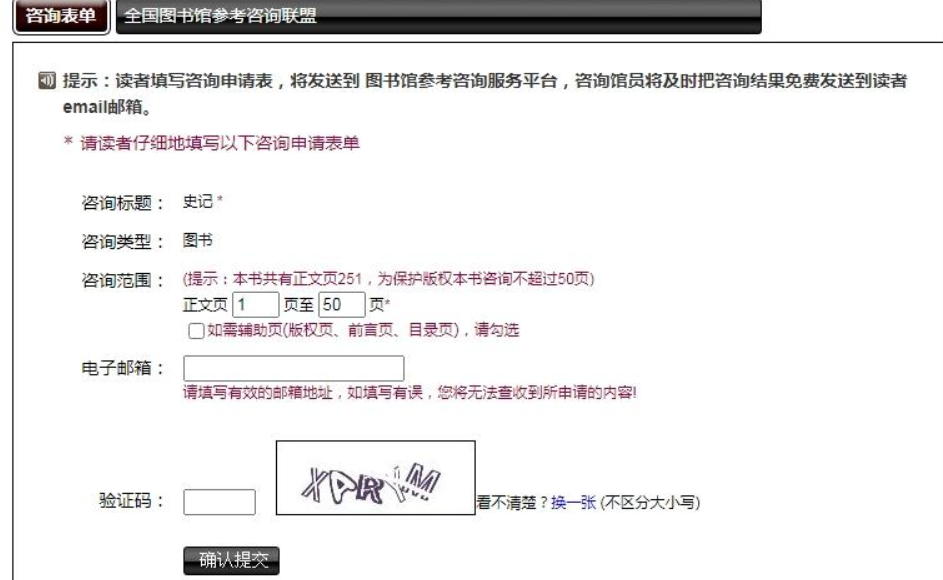 咨询表单 全国图书馆参考咨询联盟
提示：读者填写咨询申请表，将发送到 图书馆参考咨询服务平台，咨询馆员将及时把咨询结果免费发送到读者
email邮箱。
* 请读者仔细地填写以下咨询申请表单
咨询标题： 史记 *
咨询类型： 图书
咨询范围： (提示：本书共有正文页251，为保护版权本书咨询不超过50页)
正文页 1 页至 50 页*
如需辅助页(版权页、前言页、目录页)，请勾选
电子邮箱：
请填写有效的邮箱地址，如填写有误，您将无法查收到所申请的内容!
验证码： 看不清楚？换一张 (不区分大小写)
确认提交